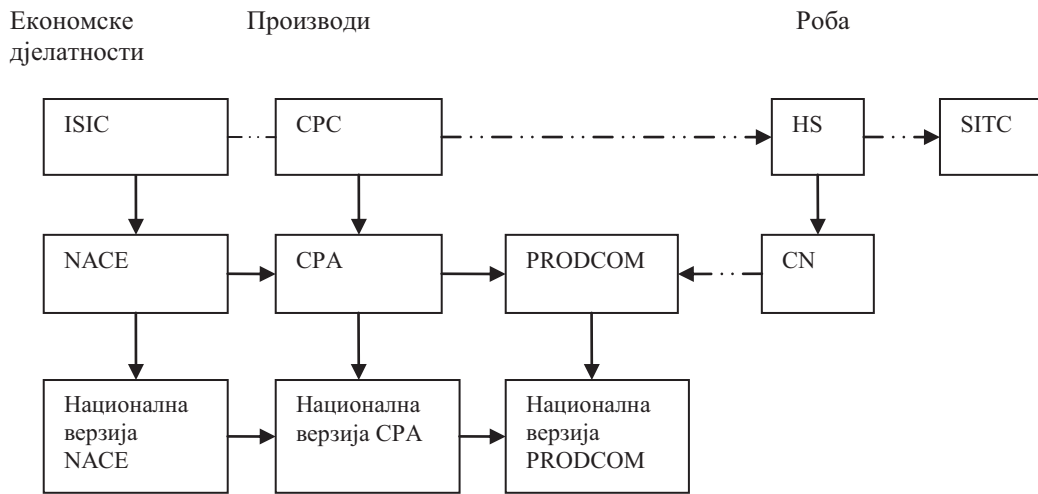 Економске
дјелатности
Производи
Роба
ISIC
CPC
HS
SITC
NACE
CPA
PRODCOM
CN
Национална
верзија
NACE
Национална
верзија CPA
Национална
верзија
PRODCOM